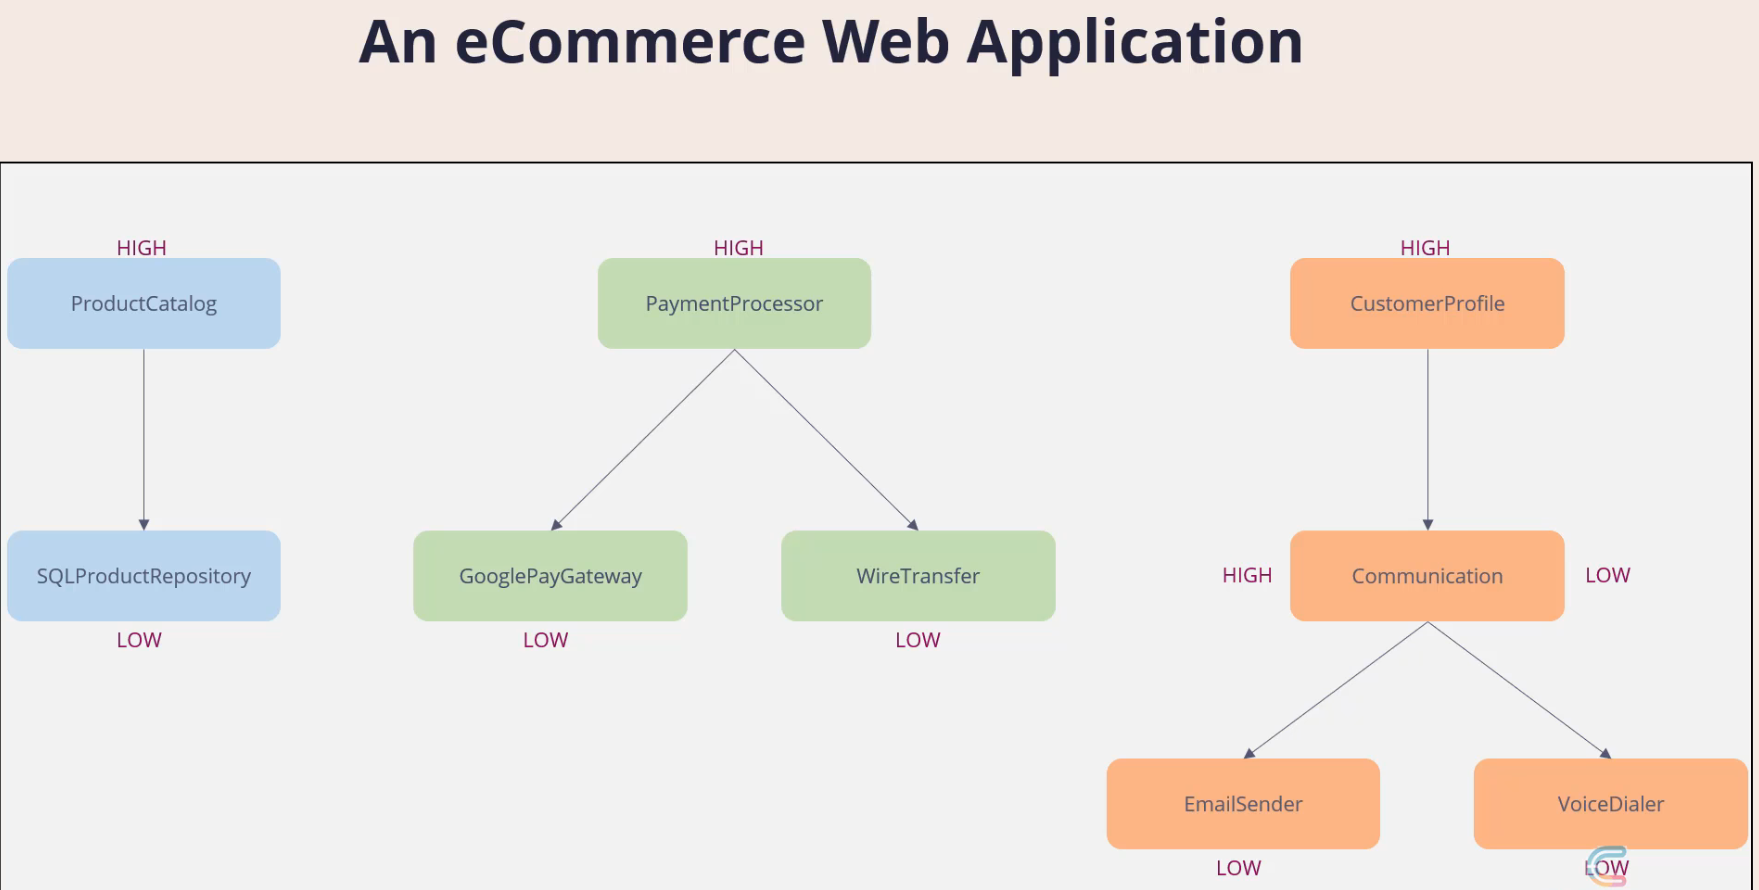 An eCommerce Web Application
HIGH
HIGH
HIGH
ProductCatalog
PaymentProcessor
CustomerProfile
SQLProductRepository
GooglePayGateway
WireTransfer
HIGH
Communication
LOW
LOW
LOW
LOW
EmailSender
VoiceDialer
LOW
LOW